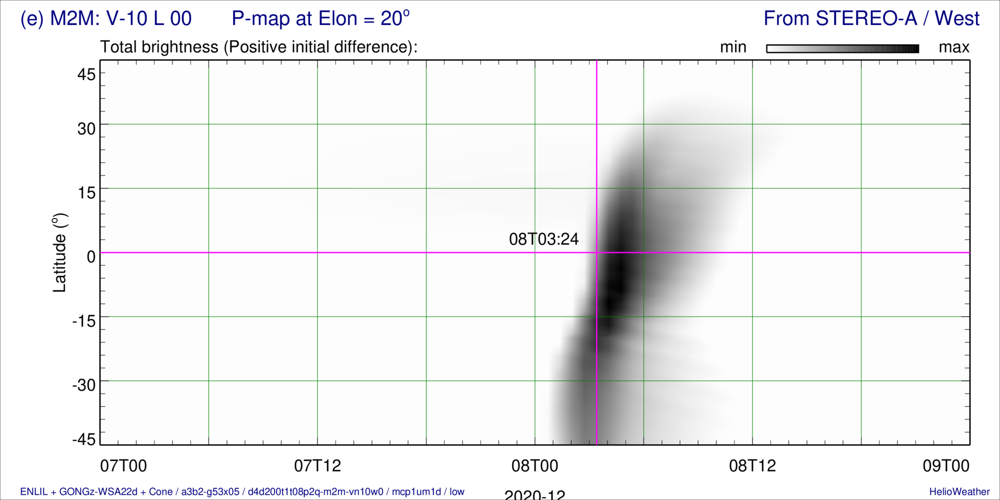 (e) M2M: V-10 L 00 P-map at Elon = 20° From STEREO-A / West
Total brightness (Positive initial difference): min max
45
30
15
0
-15
-30
-45
Latitude (°)
08T03:24
07T00 07T12 08T00 08T12 09T00
2020-12
ENLIL + GONGz-WSA22d + Cone / a3b2-g53x05 / d4d200t1t08p2q-m2m-vn10w0 / mcp1um1d / low HelioWeather